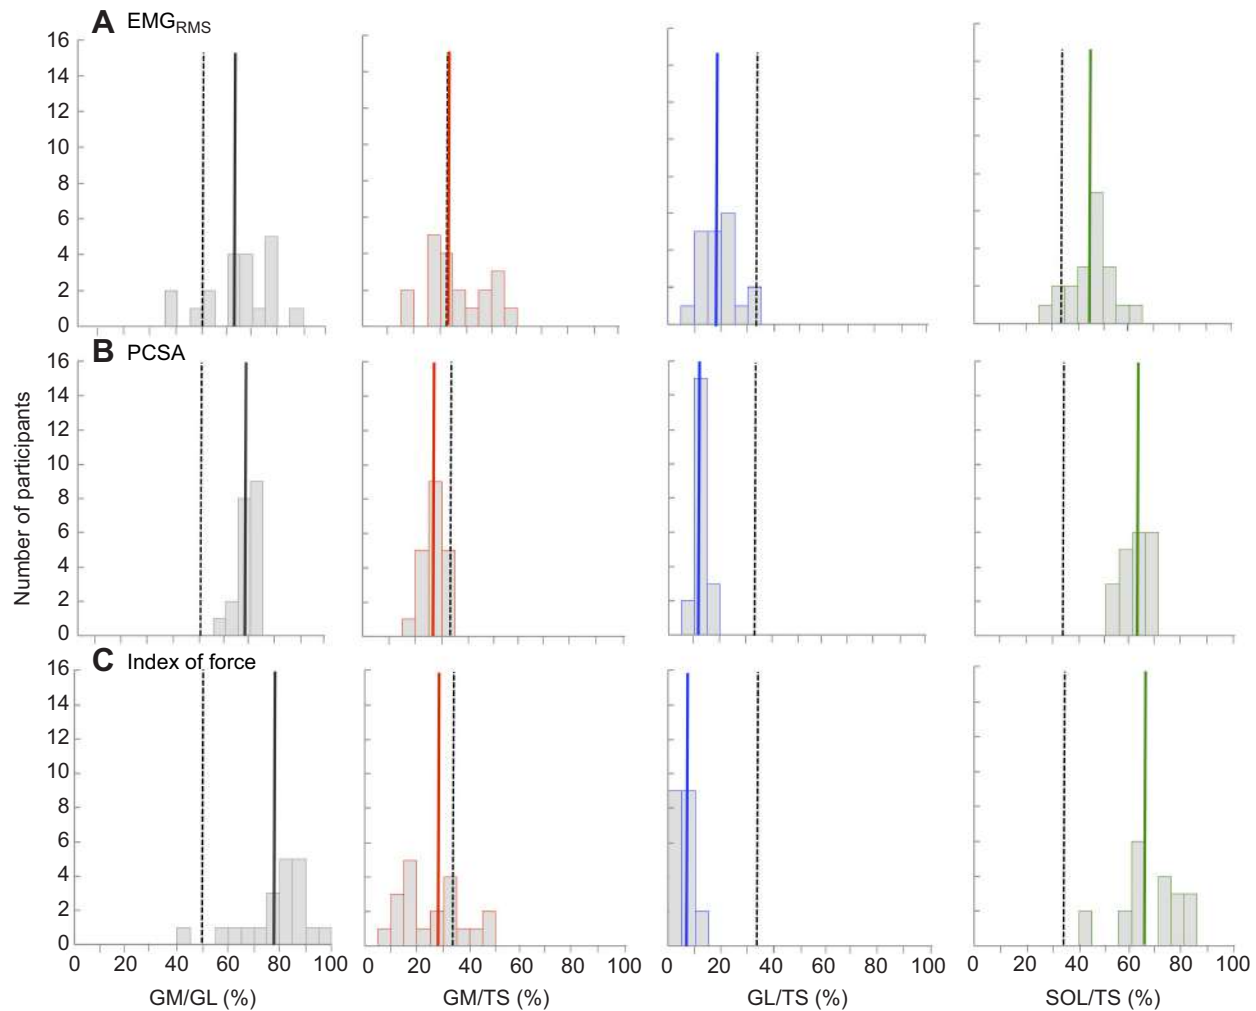 A EMGRMS
16
14
12
10
8
6
4
2
0
B PCSA
16
14
12
10
8
6
4
2
0
Number of participants
C Index of force
16
14
12
10
8
6
4
2
0
0 20 40 60 80 100
0 20 40 60 80 100
0 20 40 60 80 100
0 20 40 60 80 100
GM/GL (%)
GM/TS (%)
GL/TS (%)
SOL/TS (%)